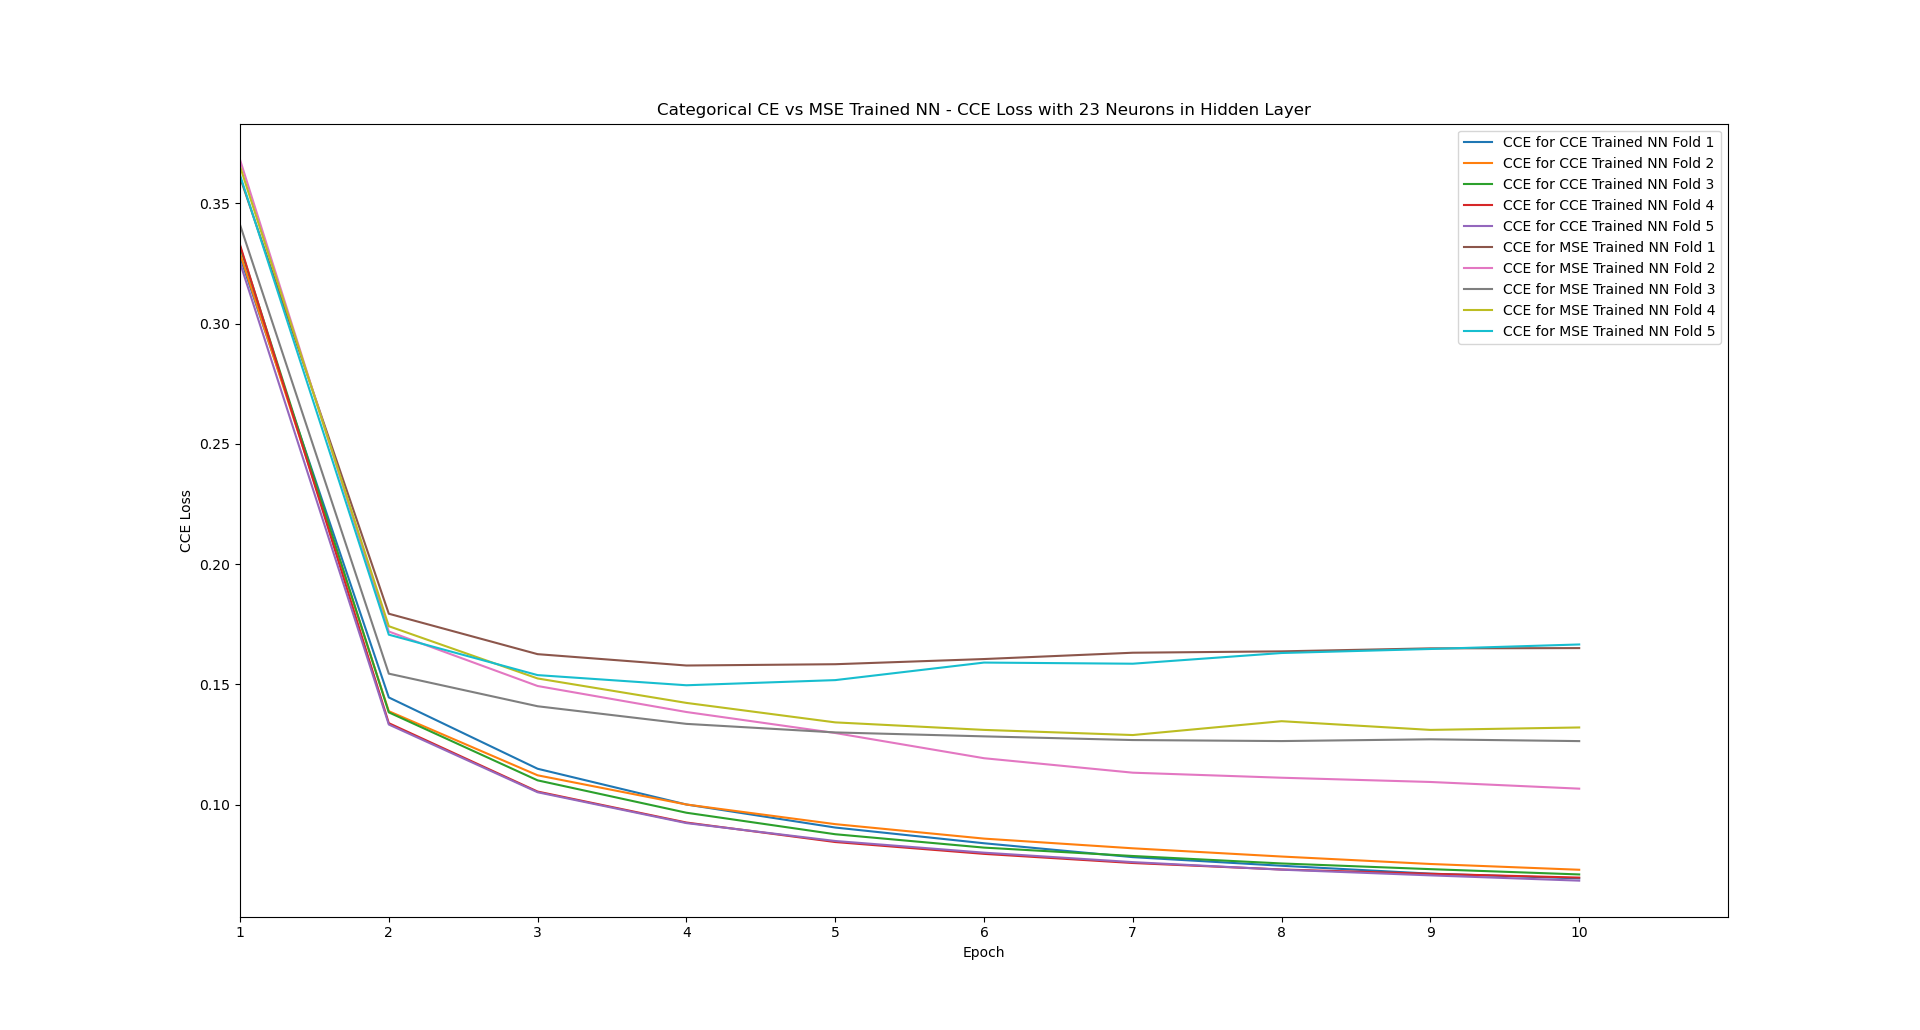 Categorical CE vs MSE Trained NN - CCE Loss with 23 Neurons in Hidden Layer
CCE for CCE Trained NN Fold 1
CCE for CCE Trained NN Fold 2
CCE for CCE Trained NN Fold 3
CCE for CCE Trained NN Fold 4
CCE for CCE Trained NN Fold 5
CCE for MSE Trained NN Fold 1
CCE for MSE Trained NN Fold 2
CCE for MSE Trained NN Fold 3
CCE for MSE Trained NN Fold 4
CCE for MSE Trained NN Fold 5
CCE Loss
0.35
0.30
0.25
0.20
0.15
0.10
1 2 3 4 5 6 7 8 9 10
Epoch